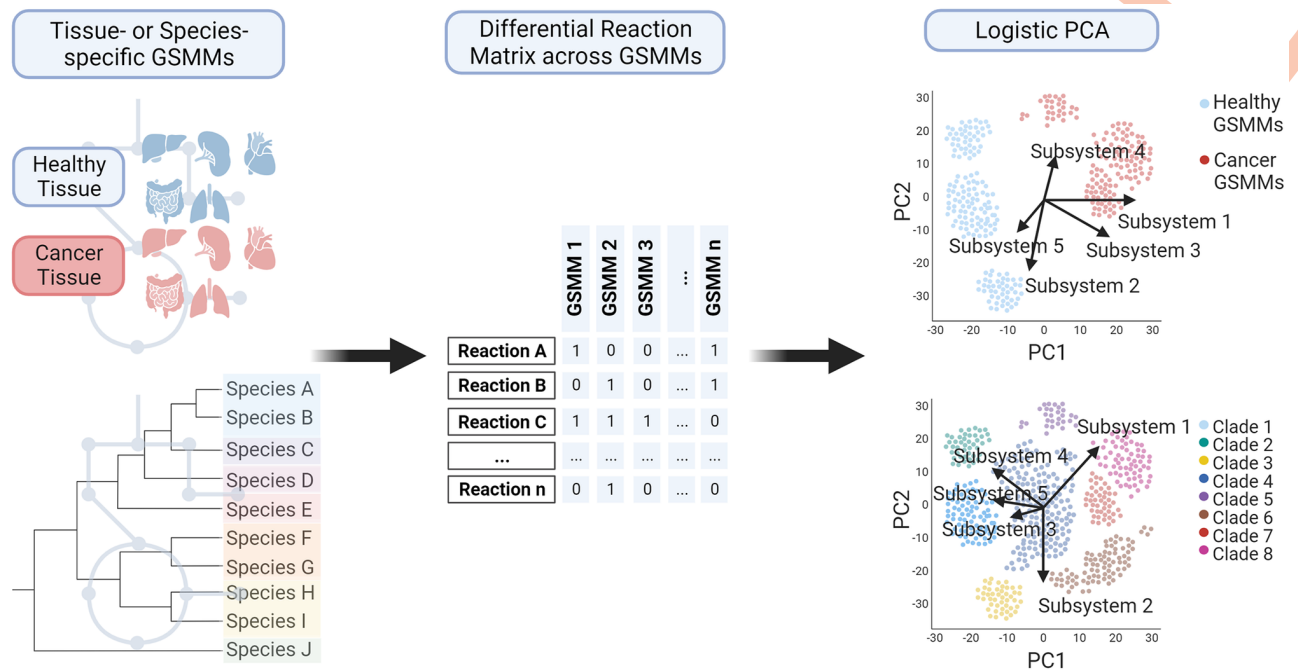 Tissue- or Species-
specific GSMMs
Differential Reaction
Matrix across GSMMs
Logistic PCA
Healthy
Tissue
Cancer
Tissue
Species A
Species B
Species C
Species D
Species E
Species F
Species G
Species H
Species I
Species J
GSMM 1 GSMM 2 GSMM 3 ... GSMM n
Reaction A 1 0 0 ... 1
Reaction B 0 1 0 ... 1
Reaction C 1 1 1 ... 0
... ... ... ... ... ...
Reaction n 0 1 0 ... 0
30
20
10
0
-10
-20
-30
PC2
-30 -20 -10 0 10 20 30
PC1
Subsystem 4
Subsystem 1
Subsystem 5
Subsystem 3
Subsystem 2
Healthy
GSMMs
Cancer
GSMMs
30
20
10
0
-10
-20
-30
PC2
-30 -20 -10 0 10 20 30
PC1
Subsystem 1
Subsystem 4
Subsystem 5
Subsystem 3
Subsystem 2
Clade 1
Clade 2
Clade 3
Clade 4
Clade 5
Clade 6
Clade 7
Clade 8